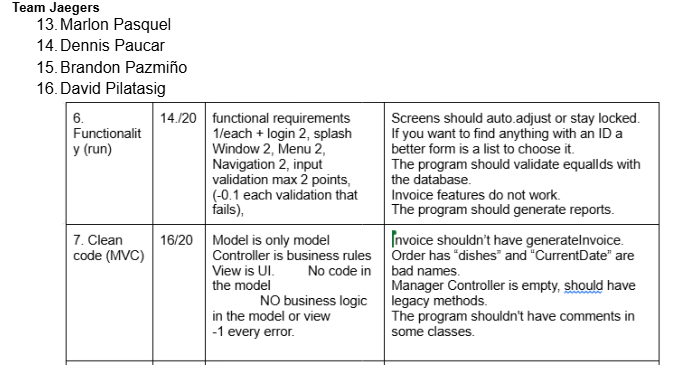 Team Jaegers
13. Marlon Pasquel
14. Dennis Paucar
15. Brandon Pazmiño
16. David Pilatasig
6.
Functionalit
y (run)
14./20
functional requirements
1/each + login 2, splash
Window 2, Menu 2,
Navigation 2, input
validation max 2 points,
(-0.1 each validation that
fails),
Screens should auto.adjust or stay locked.
If you want to find anything with an ID a
better form is a list to choose it.
The program should validate equalIds with
the database.
Invoice features do not work.
The program should generate reports.
7. Clean
code (MVC)
16/20
Model is only model
Controller is business rules
View is UI. No code in
the model
NO business logic
in the model or view
-1 every error.
Invoice shouldn't have generateInvoice.
Order has "dishes" and "CurrentDate" are
bad names.
Manager Controller is empty, should have
legacy methods.
The program shouldn't have comments in
some classes.